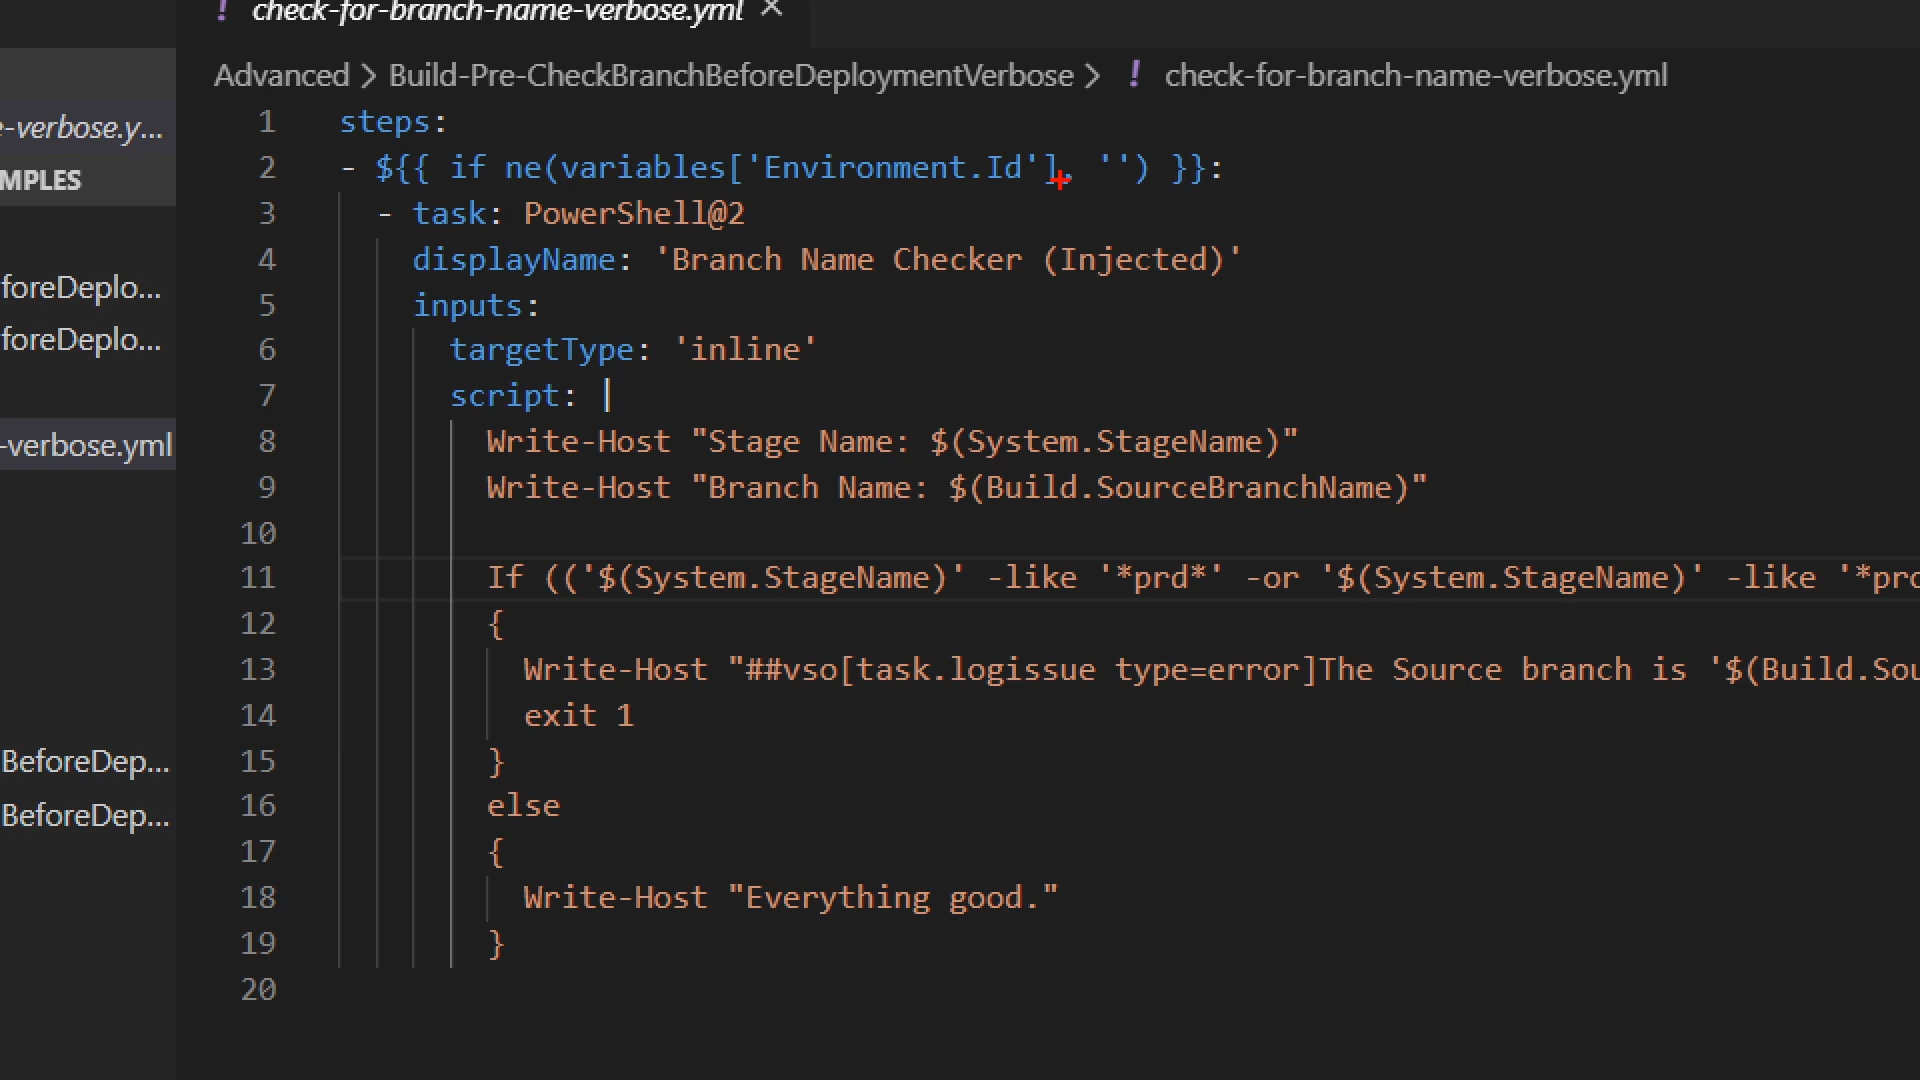 check-for-branch-name-verbose.yml
Advanced > Build-Pre-CheckBranchBeforeDeploymentVerbose > ! check-for-branch-name-verbose.yml
e-verbose.y...
MPLES
foreDeplo...
foreDeplo...
-verbose.yml
BeforeDep...
BeforeDep...
1 steps:
2 - ${{ if ne(variables['Environment.Id'], '') }}:
3 - task: PowerShell@2
4 displayName: 'Branch Name Checker (Injected)'
5 inputs:
6 targetType: 'inline'
7 script: |
8 Write-Host "Stage Name: $(System.StageName)"
9 Write-Host "Branch Name: $(Build.SourceBranchName)"
10
11 If (('$(System.StageName)' -like '*prd*' -or '$(System.StageName)' -like '*pro
12 {
13 Write-Host "##vso[task.logissue type=error]The Source branch is '$(Build.Sou
14 exit 1
15 }
16 else
17 {
18 Write-Host "Everything good."
19 }
20